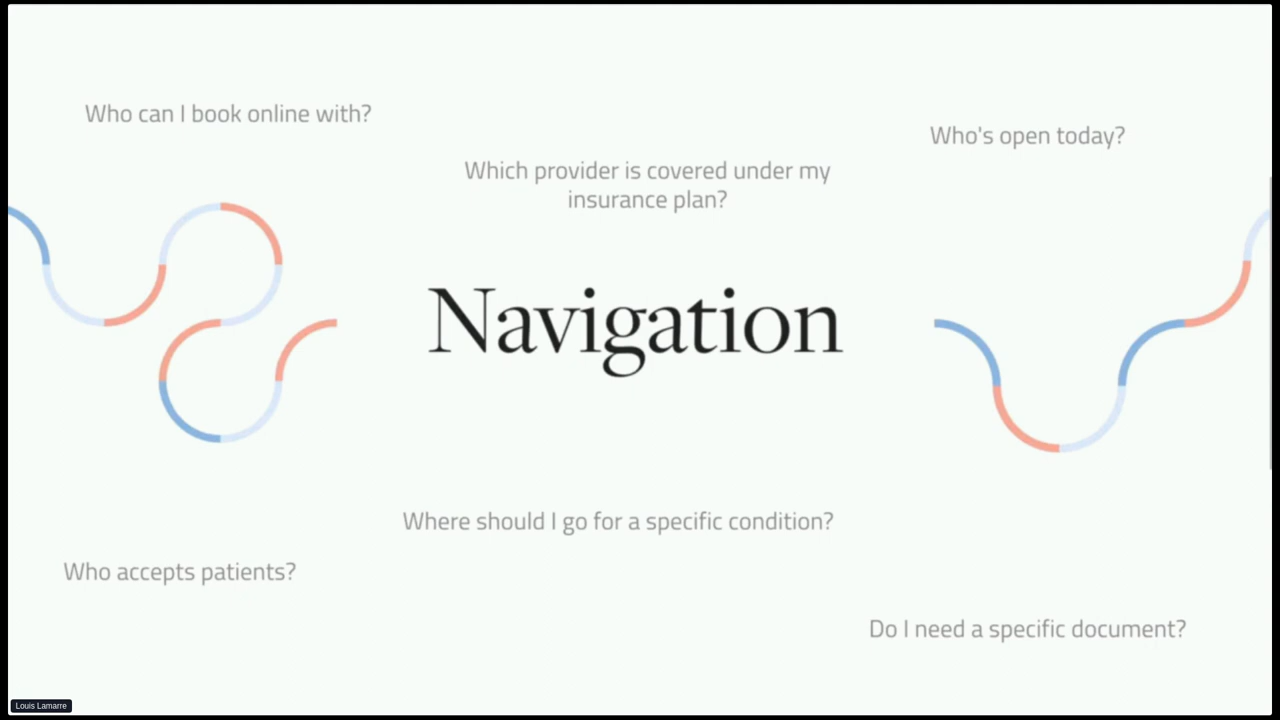 Who can I book online with?
Who's open today?
Which provider is covered under my
insurance plan?
Navigation
Where should I go for a specific condition?
Who accepts patients?
Do I need a specific document?
Louis Lamarre